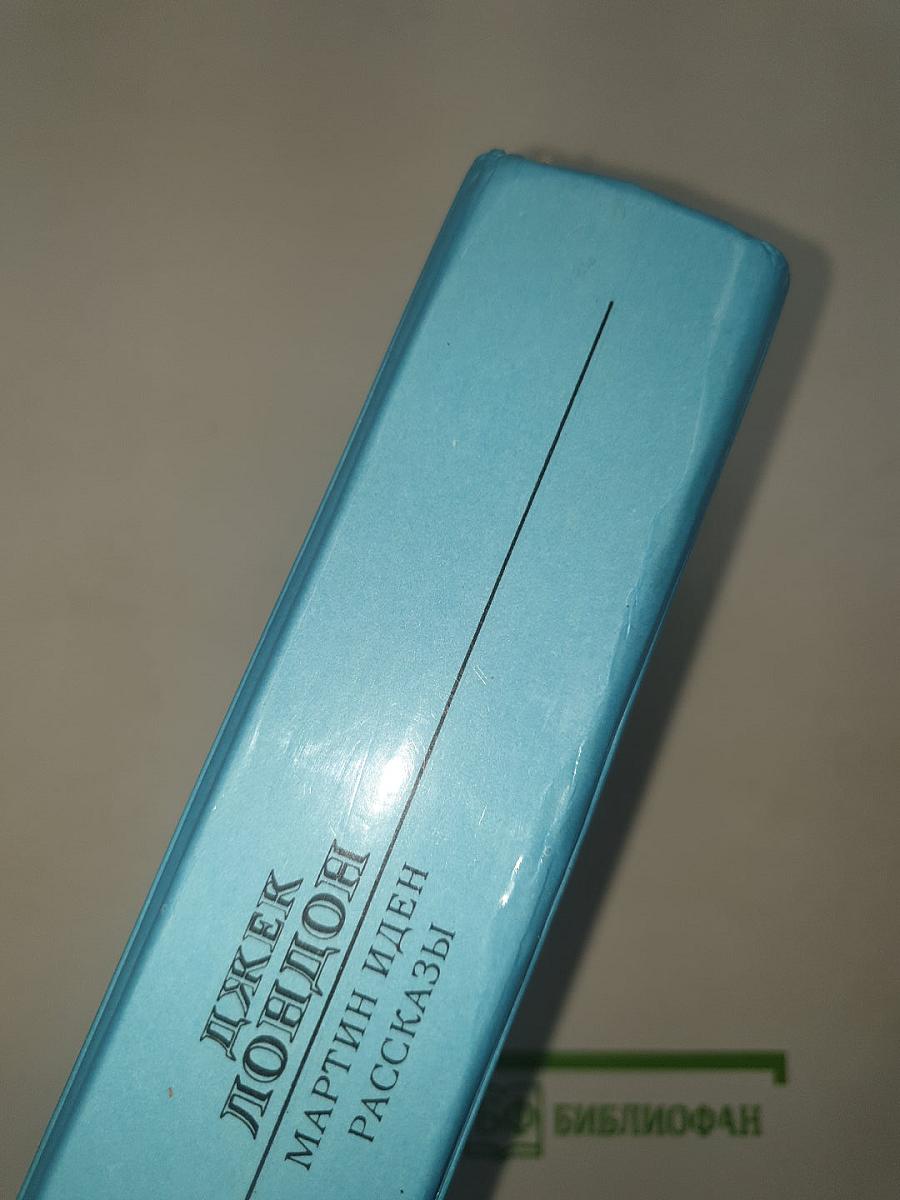 ДЖЕК
ЛОНДОН
МАРТИН ИДЕН
РАССКАЗЫ
БИБЛИОФАН